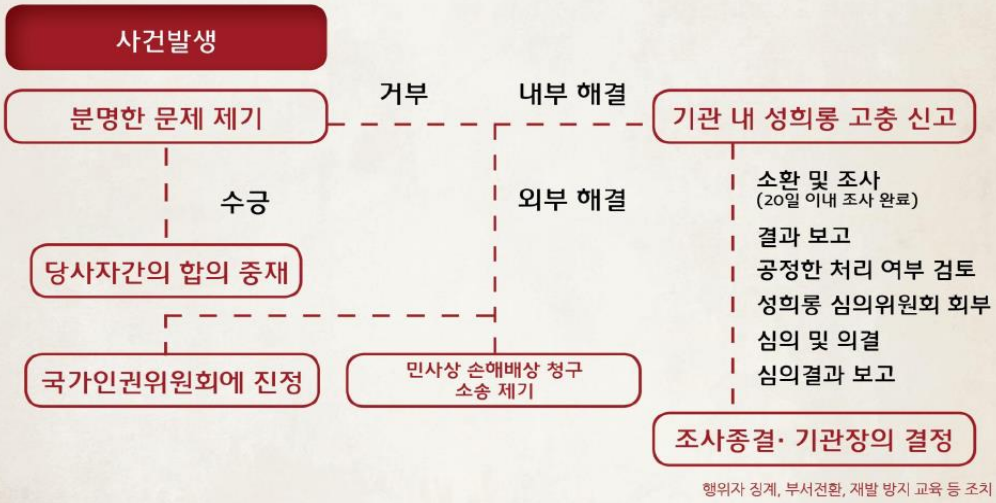 사건발생
분명한 문제 제기
거부
내부 해결
기관 내 성희롱 고충 신고
수긍
외부 해결
당사자간의 합의 중재
국가인권위원회에 진정
민사상 손해배상 청구
소송 제기
소환 및 조사
(20일 이내 조사 완료)
결과 보고
공정한 처리 여부 검토
성희롱 심의위원회 회부
심의 및 의결
심의결과 보고
조사종결· 기관장의 결정
행위자 징계, 부서전환, 재발 방지 교육 등 조치